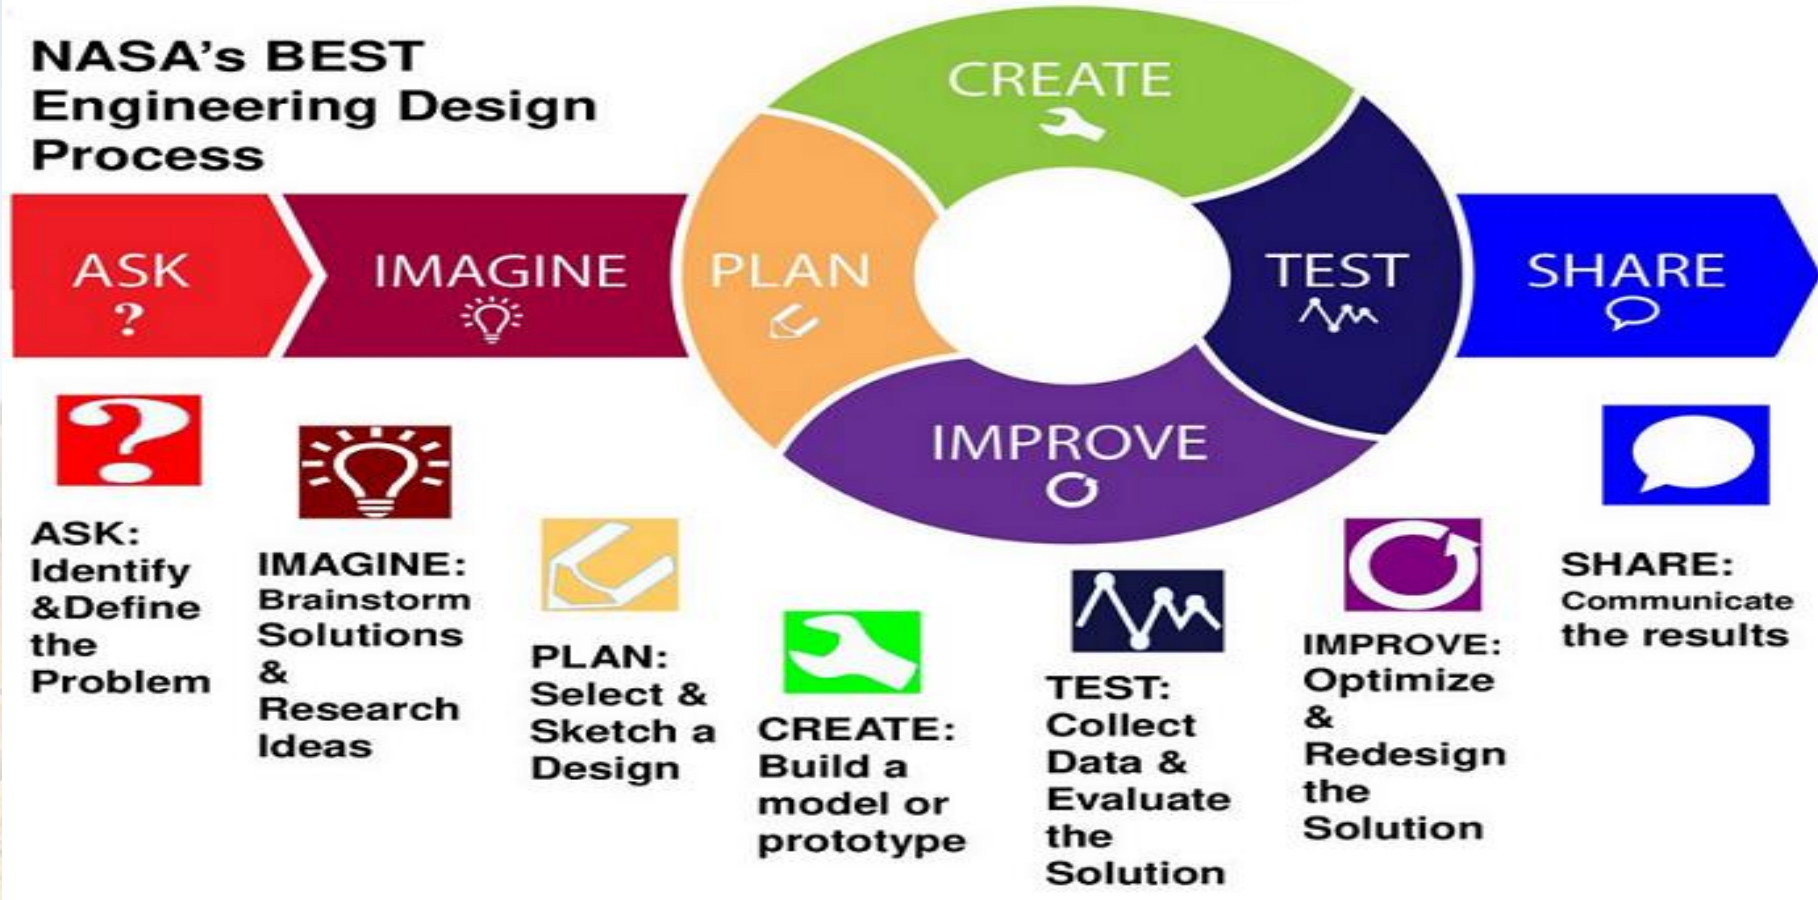 NASA's BEST
Engineering Design
Process
CREATE
ASK
?
IMAGINE
PLAN
TEST
SHARE
IMPROVE
?
ASK:
Identify
&Define
the
Problem
IMAGINE:
Brainstorm
Solutions
&
Research
Ideas
PLAN:
Select &
Sketch a
Design
CREATE:
Build a
model or
prototype
TEST:
Collect
Data &
Evaluate
the
Solution
IMPROVE:
Optimize
&
Redesign
the
Solution
SHARE:
Communicate
the results